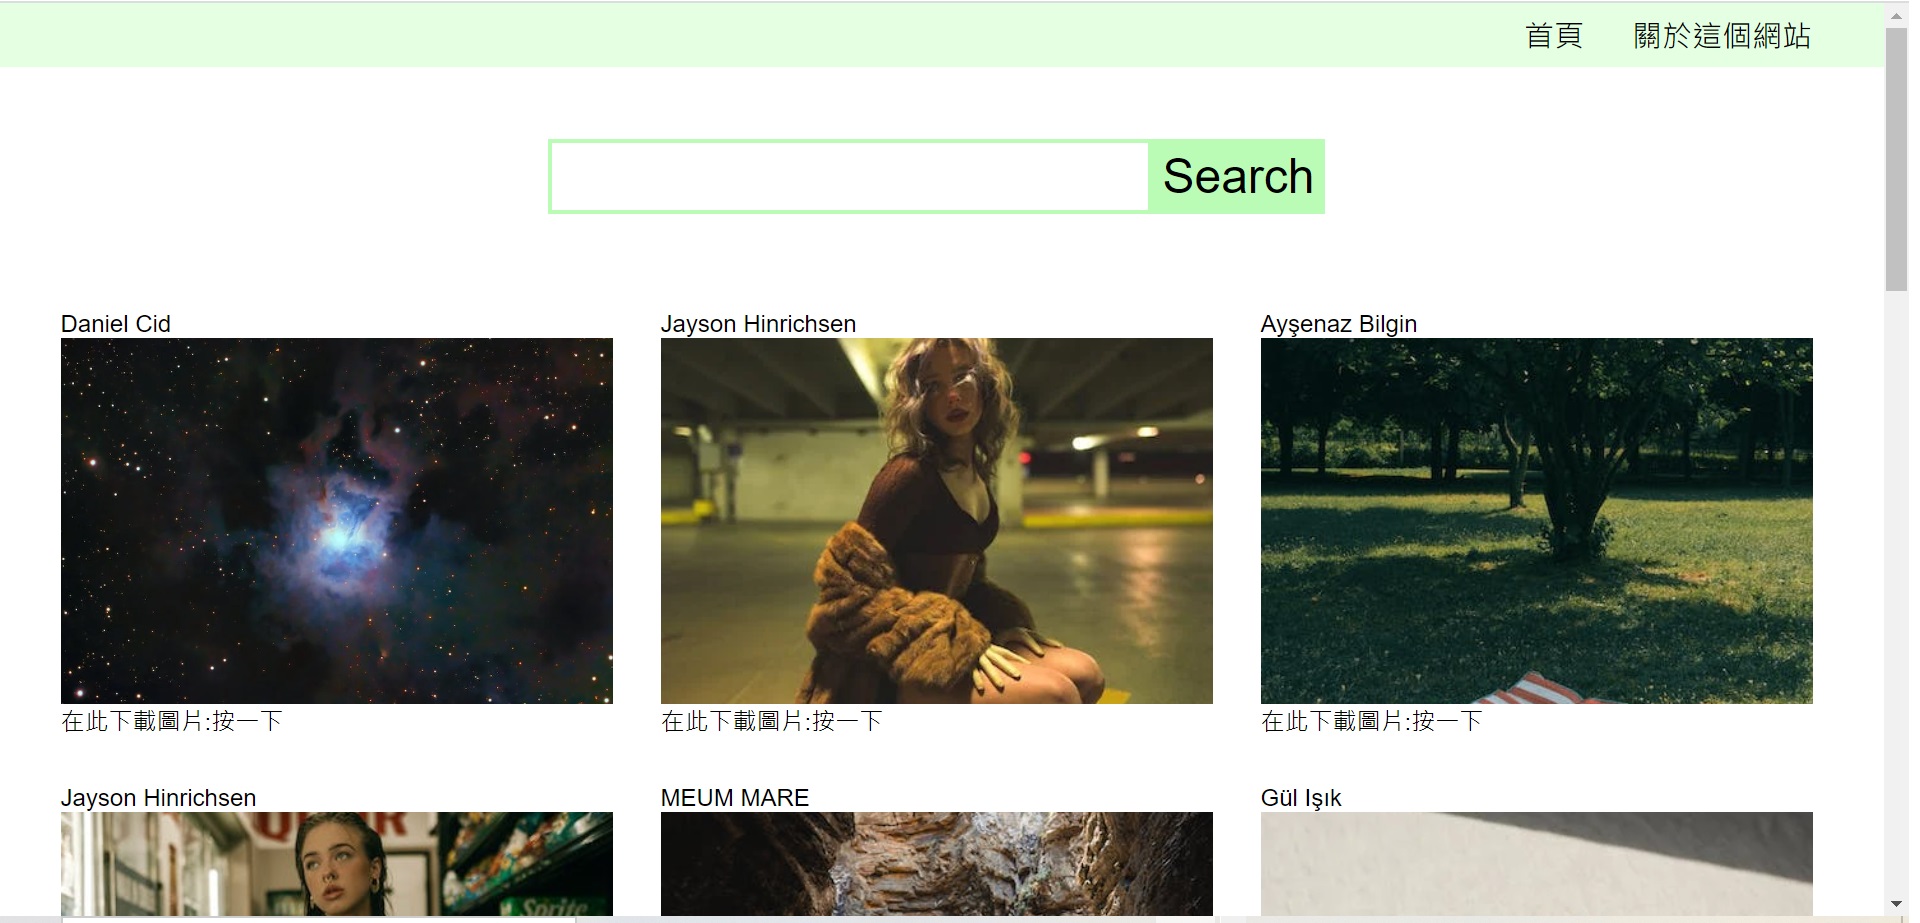 首頁 關於這個網站
Search
Daniel Cid
Jayson Hinrichsen
Ayşenaz Bilgin
在此下載圖片:按一下
在此下載圖片:按一下
在此下載圖片:按一下
Jayson Hinrichsen
MEUM MARE
Gül Işık
Sprite